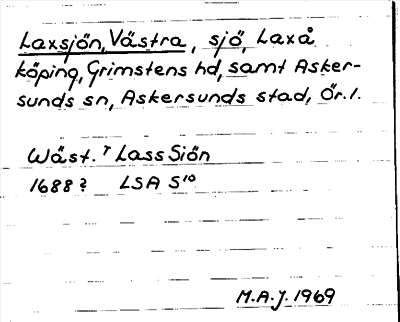 Laxsjön, Västra, sjö, Laxå
köping, Grimstens hd, samt Asker-
sunds sn, Askersunds stad, Ör. l.
Wäst. r Lass Siön
1688? LSA S10
M.A.J. 1969